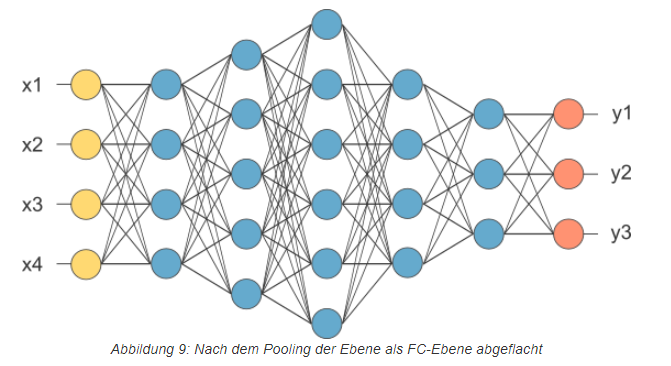 x1
x2
x3
x4
y1
y2
y3
Abbildung 9: Nach dem Pooling der Ebene als FC-Ebene abgeflacht